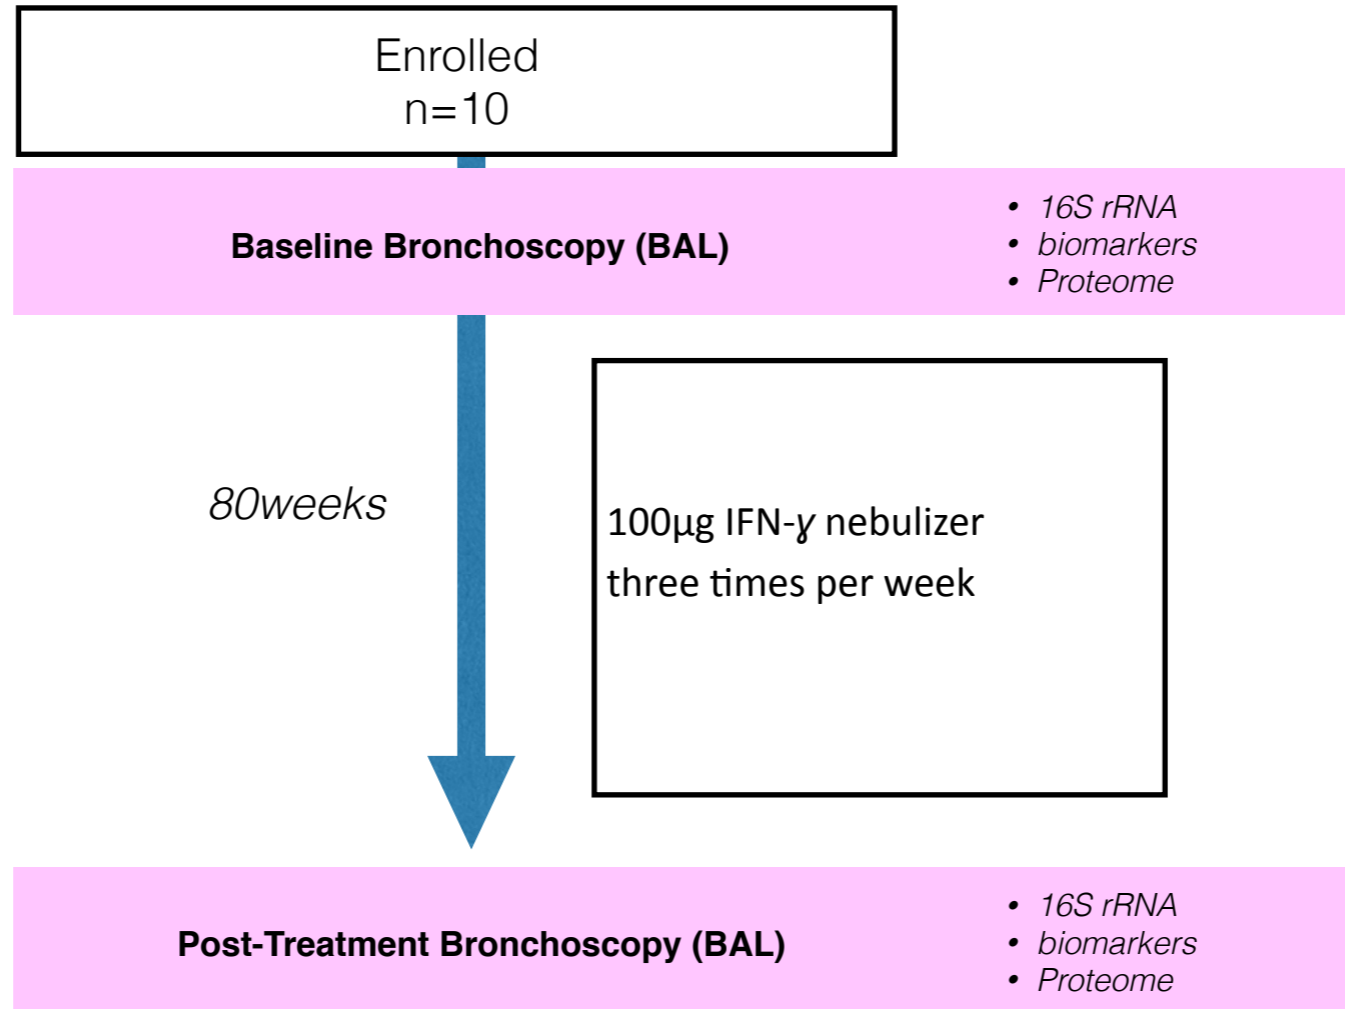 Enrolled
n=10
Baseline Bronchoscopy (BAL)
• 16S rRNA
• biomarkers
• Proteome
80weeks
100µg IFN-ɣ nebulizer
three times per week
Post-Treatment Bronchoscopy (BAL)
• 16S rRNA
• biomarkers
• Proteome